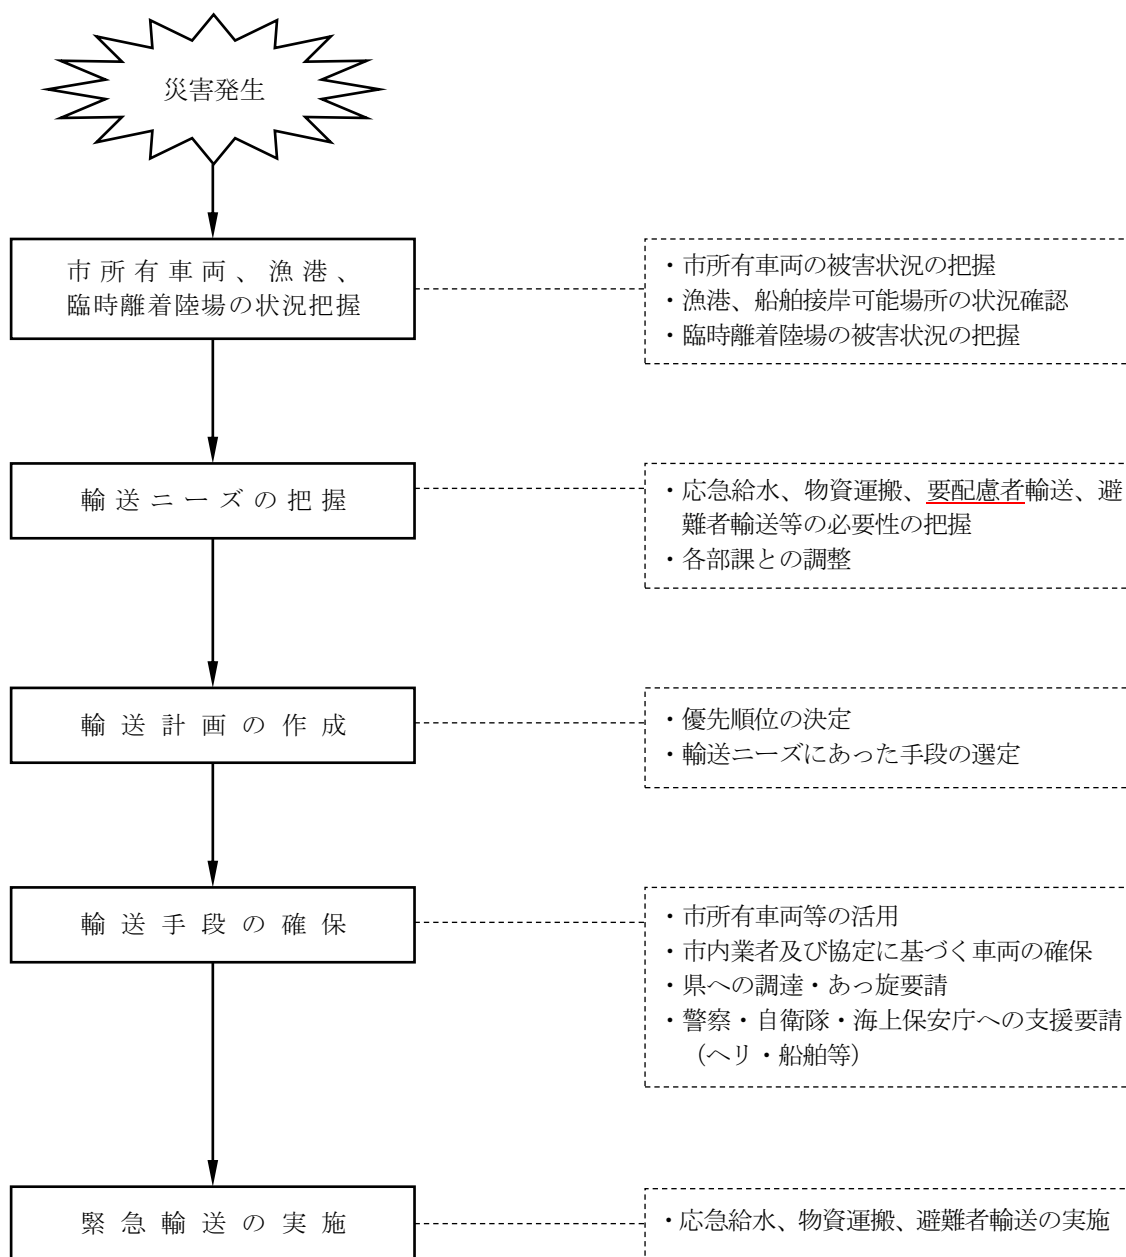 災害発生
市所有車両、漁港、
臨時離着陸場の状況把握
・市所有車両の被害状況の把握
・漁港、船舶接岸可能場所の状況確認
・臨時離着陸場の被害状況の把握
輸送ニーズの把握
・応急給水、物資運搬、要配慮者輸送、避
難者輸送等の必要性の把握
・各部課との調整
輸送計画の作成
・優先順位の決定
・輸送ニーズにあった手段の選定
輸送手段の確保
・市所有車両等の活用
・市内業者及び協定に基づく車両の確保
・県への調達・あっ旋要請
・警察・自衛隊・海上保安庁への支援要請
（ヘリ・船舶等）
緊急輸送の実施
・応急給水、物資運搬、避難者輸送の実施